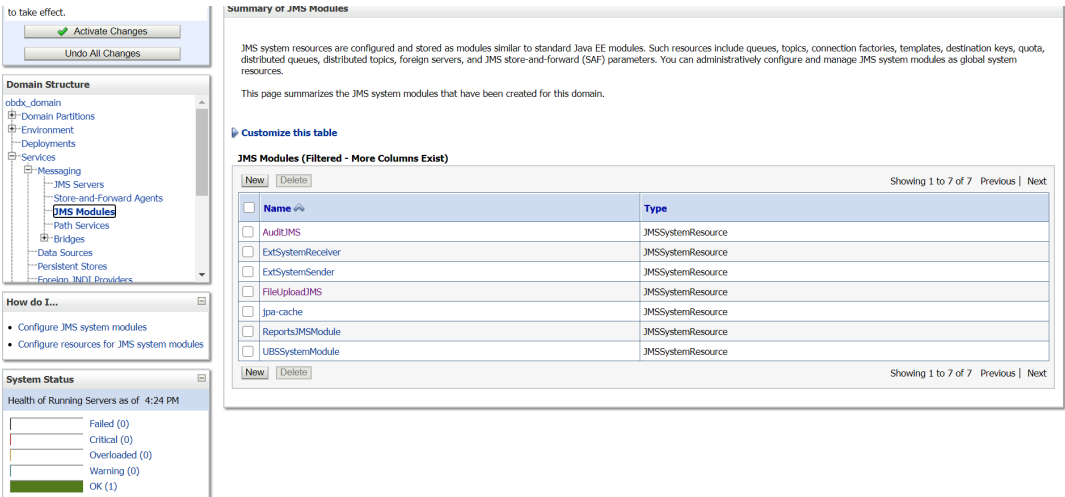 to take effect.
Activate Changes
Undo All Changes
Domain Structure
obdx_domain
Domain Partitions
Environment
Deployments
Services
Messaging
JMS Servers
Store-and-Forward Agents
JMS Modules
Path Services
Bridges
Data Sources
Persistent Stores
Foreign JNDI Providers
How do I...
Configure JMS system modules
Configure resources for JMS system modules
System Status
Health of Running Servers as of 4:24 PM
Failed (0)
Critical (0)
Overloaded (0)
Warning (0)
OK (1)
Summary of JMS Modules
JMS system resources are configured and stored as modules similar to standard Java EE modules. Such resources include queues, topics, connection factories, templates, destination keys, quota,
distributed queues, distributed topics, foreign servers, and JMS store-and-forward (SAF) parameters. You can administratively configure and manage JMS system modules as global system
resources.
This page summarizes the JMS system modules that have been created for this domain.
Customize this table
JMS Modules (Filtered - More Columns Exist)
New Delete Showing 1 to 7 of 7 Previous | Next
Name Type
AuditJMS JMSSystemResource
ExtSystemReceiver JMSSystemResource
ExtSystemSender JMSSystemResource
FileUploadJMS JMSSystemResource
jpa-cache JMSSystemResource
ReportsJMSModule JMSSystemResource
UBSSystemModule JMSSystemResource
New Delete Showing 1 to 7 of 7 Previous | Next